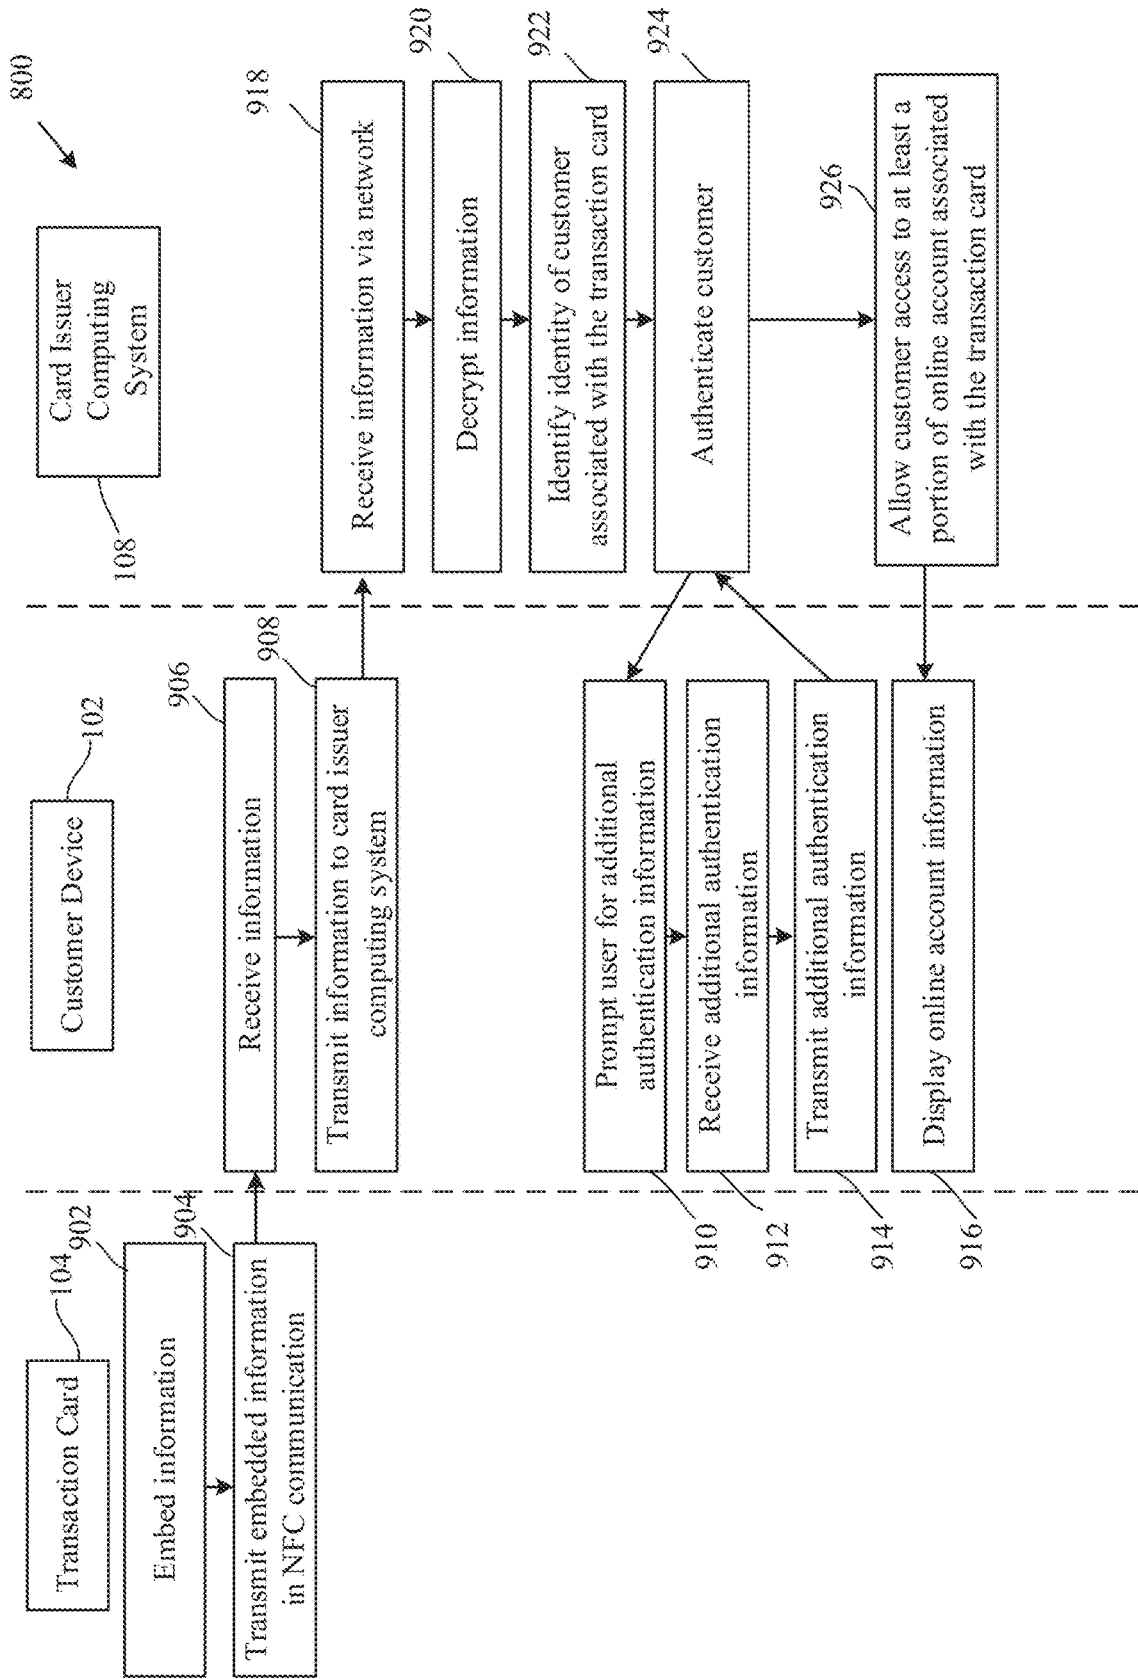 800
Transaction Card
104
Customer Device
102
Card Issuer
Computing
System
108
902
Embed information
904
Transmit embedded information
in NFC communication
906
Receive information
908
Transmit information to card issuer
computing system
918
Receive information via network
920
Decrypt information
922
Identify identity of customer
associated with the transaction card
924
Authenticate customer
Prompt user for additional
authentication information
910
Receive additional authentication
information
912
Transmit additional authentication
information
914
926
Allow customer access to at least a
portion of online account associated
with the transaction card
Display online account information
916